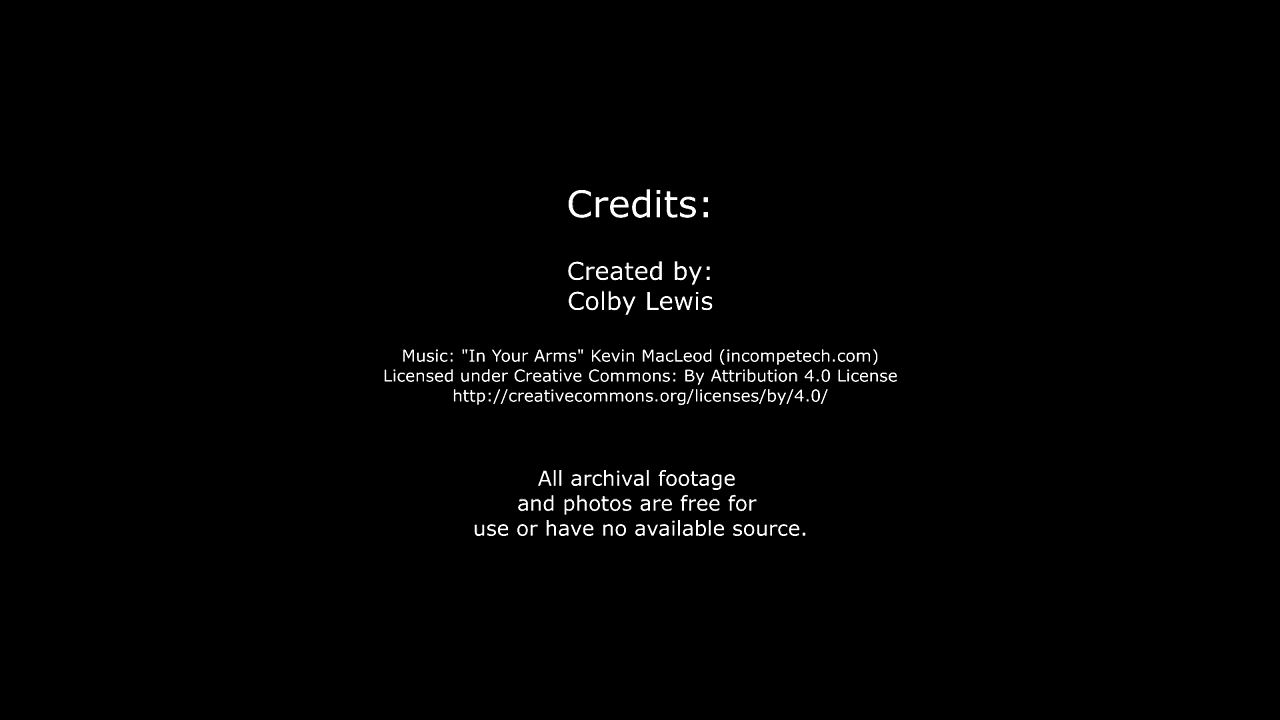 Credits:
Created by:
Colby Lewis
Music: "In Your Arms" Kevin MacLeod (incompetech.com)
Licensed under Creative Commons: By Attribution 4.0 License
http://creativecommons.org/licenses/by/4.0/
All archival footage
and photos are free for
use or have no available source.